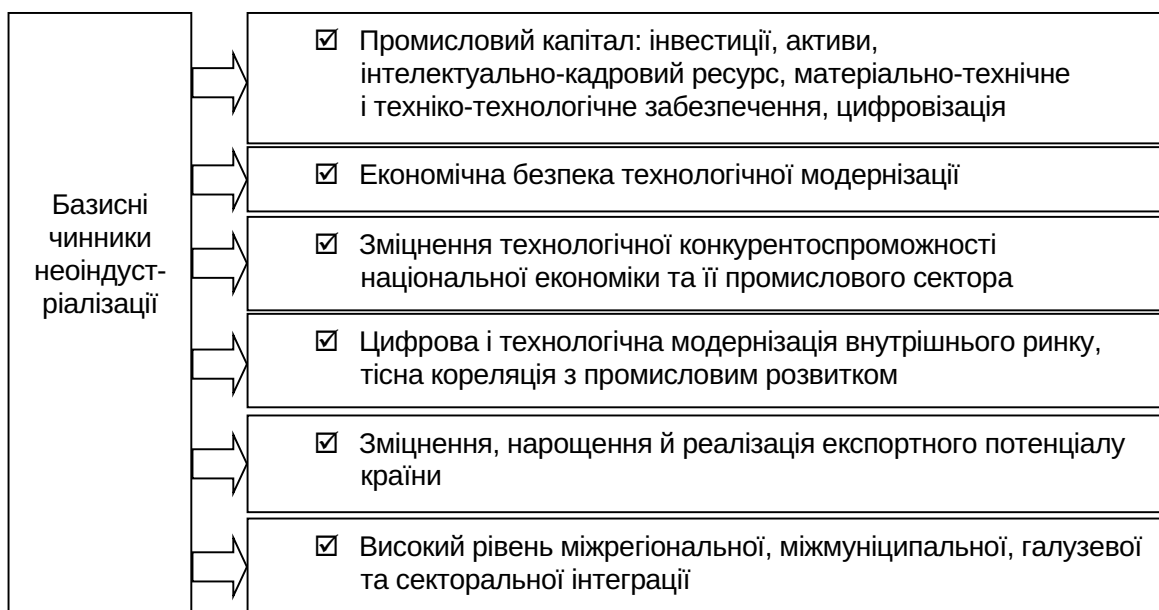 Базисні
чинники
неоіндуст-
ріалізації
☑ Промисловий капітал: інвестиції, активи,
інтелектуально-кадровий ресурс, матеріально-технічне
і техніко-технологічне забезпечення, цифровізація
☑ Економічна безпека технологічної модернізації
☑ Зміцнення технологічної конкурентоспроможності
національної економіки та її промислового сектора
☑ Цифрова і технологічна модернізація внутрішнього ринку,
тісна кореляція з промисловим розвитком
☑ Зміцнення, нарощення й реалізація експортного потенціалу
країни
☑ Високий рівень міжрегіональної, міжмуніципальної, галузевої
та секторальної інтеграції